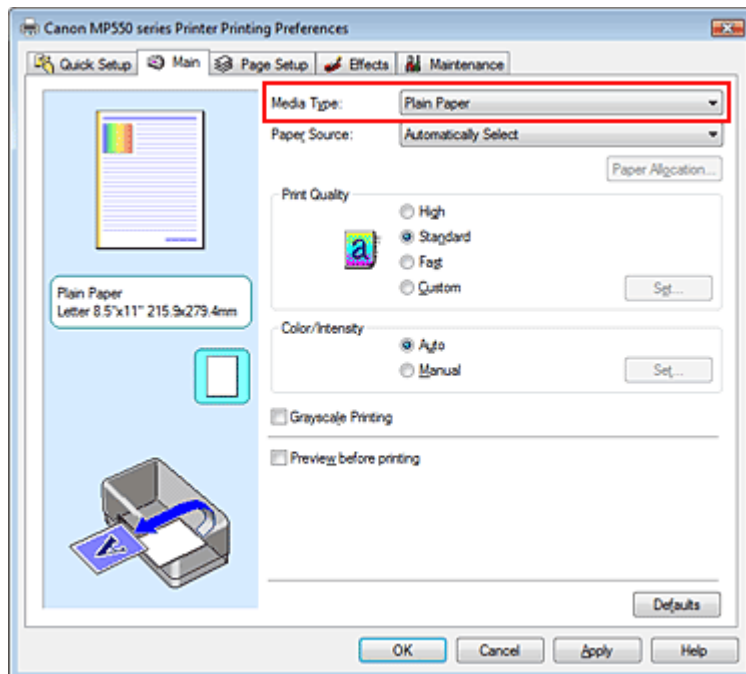 Canon MP550 series Printer Printing Preferences
Quick Setup Main Page Setup Effects Maintenance
Media Type: Plain Paper
Paper Source: Automatically Select
Paper Allocation...
Print Quality
High
a Standard
Fast
Custom Set...
Plain Paper
Letter 8.5"x11" 215.9x279.4mm
Color/Intensity
Auto
Manual Set...
Grayscale Printing
Preview before printing
Defaults
OK Cancel Apply Help